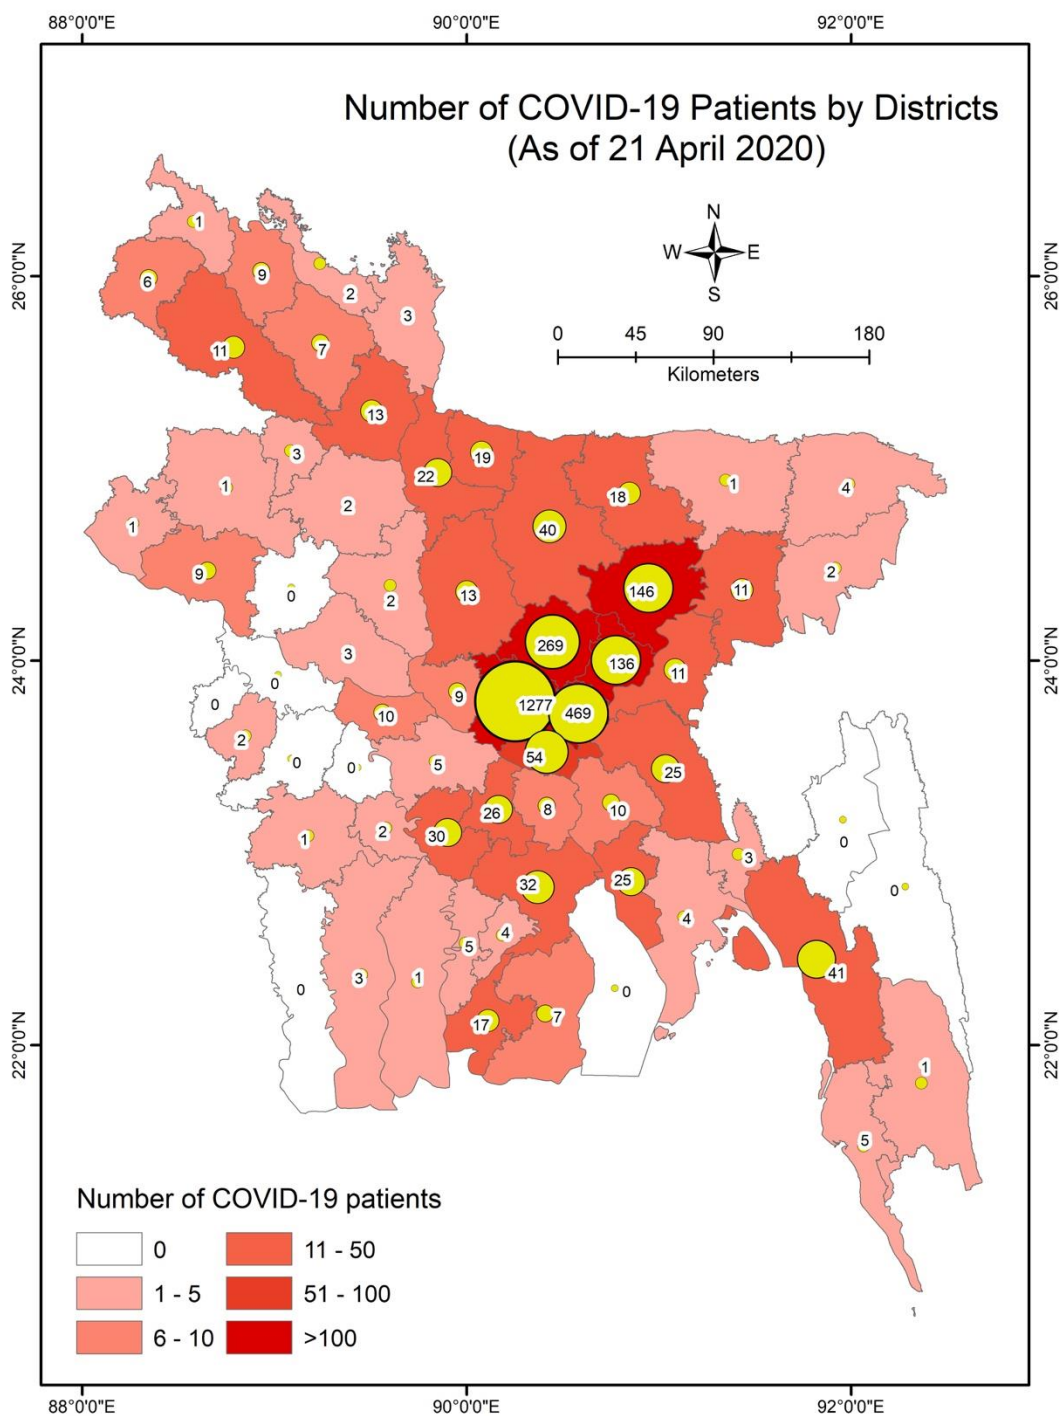 88°0'0"E
90°0'0"E
92°0'0"E
Number of COVID-19 Patients by Districts
(As of 21 April 2020)
N
W
E
S
26°0'0"N
26°0'0"N
0
45
90
180
Kilometers
1
6
9
2
3
11
7
13
3
22
19
1
2
18
1
4
1
40
9
0
2
13
146
11
2
3
269
136
0
0
9
11
10
1277
469
2
0
0
5
54
25
26
8
10
1
2
30
0
3
32
25
0
4
5
4
41
0
3
1
17
7
0
1
5
24°0'0"N
24°0'0"N
22°0'0"N
22°0'0"N
Number of COVID-19 patients
0
11 - 50
1 - 5
51 - 100
6 - 10
>100
88°0'0"E
90°0'0"E
92°0'0"E